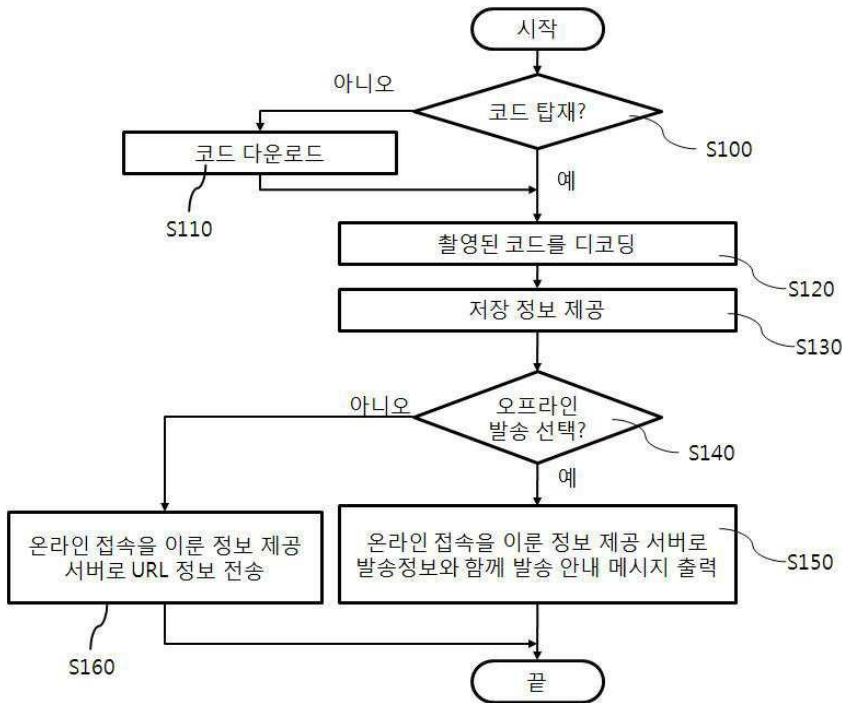 시작
아니오
코드 탑재?
S100
코드 다운로드
예
S110
촬영된 코드를 디코딩
S120
저장 정보 제공
S130
아니오
오프라인
발송 선택?
S140
예
온라인 접속을 이룬 정보 제공
서버로 URL 정보 전송
온라인 접속을 이룬 정보 제공 서버로
발송정보와 함께 발송 안내 메시지 출력
S150
S160
끝